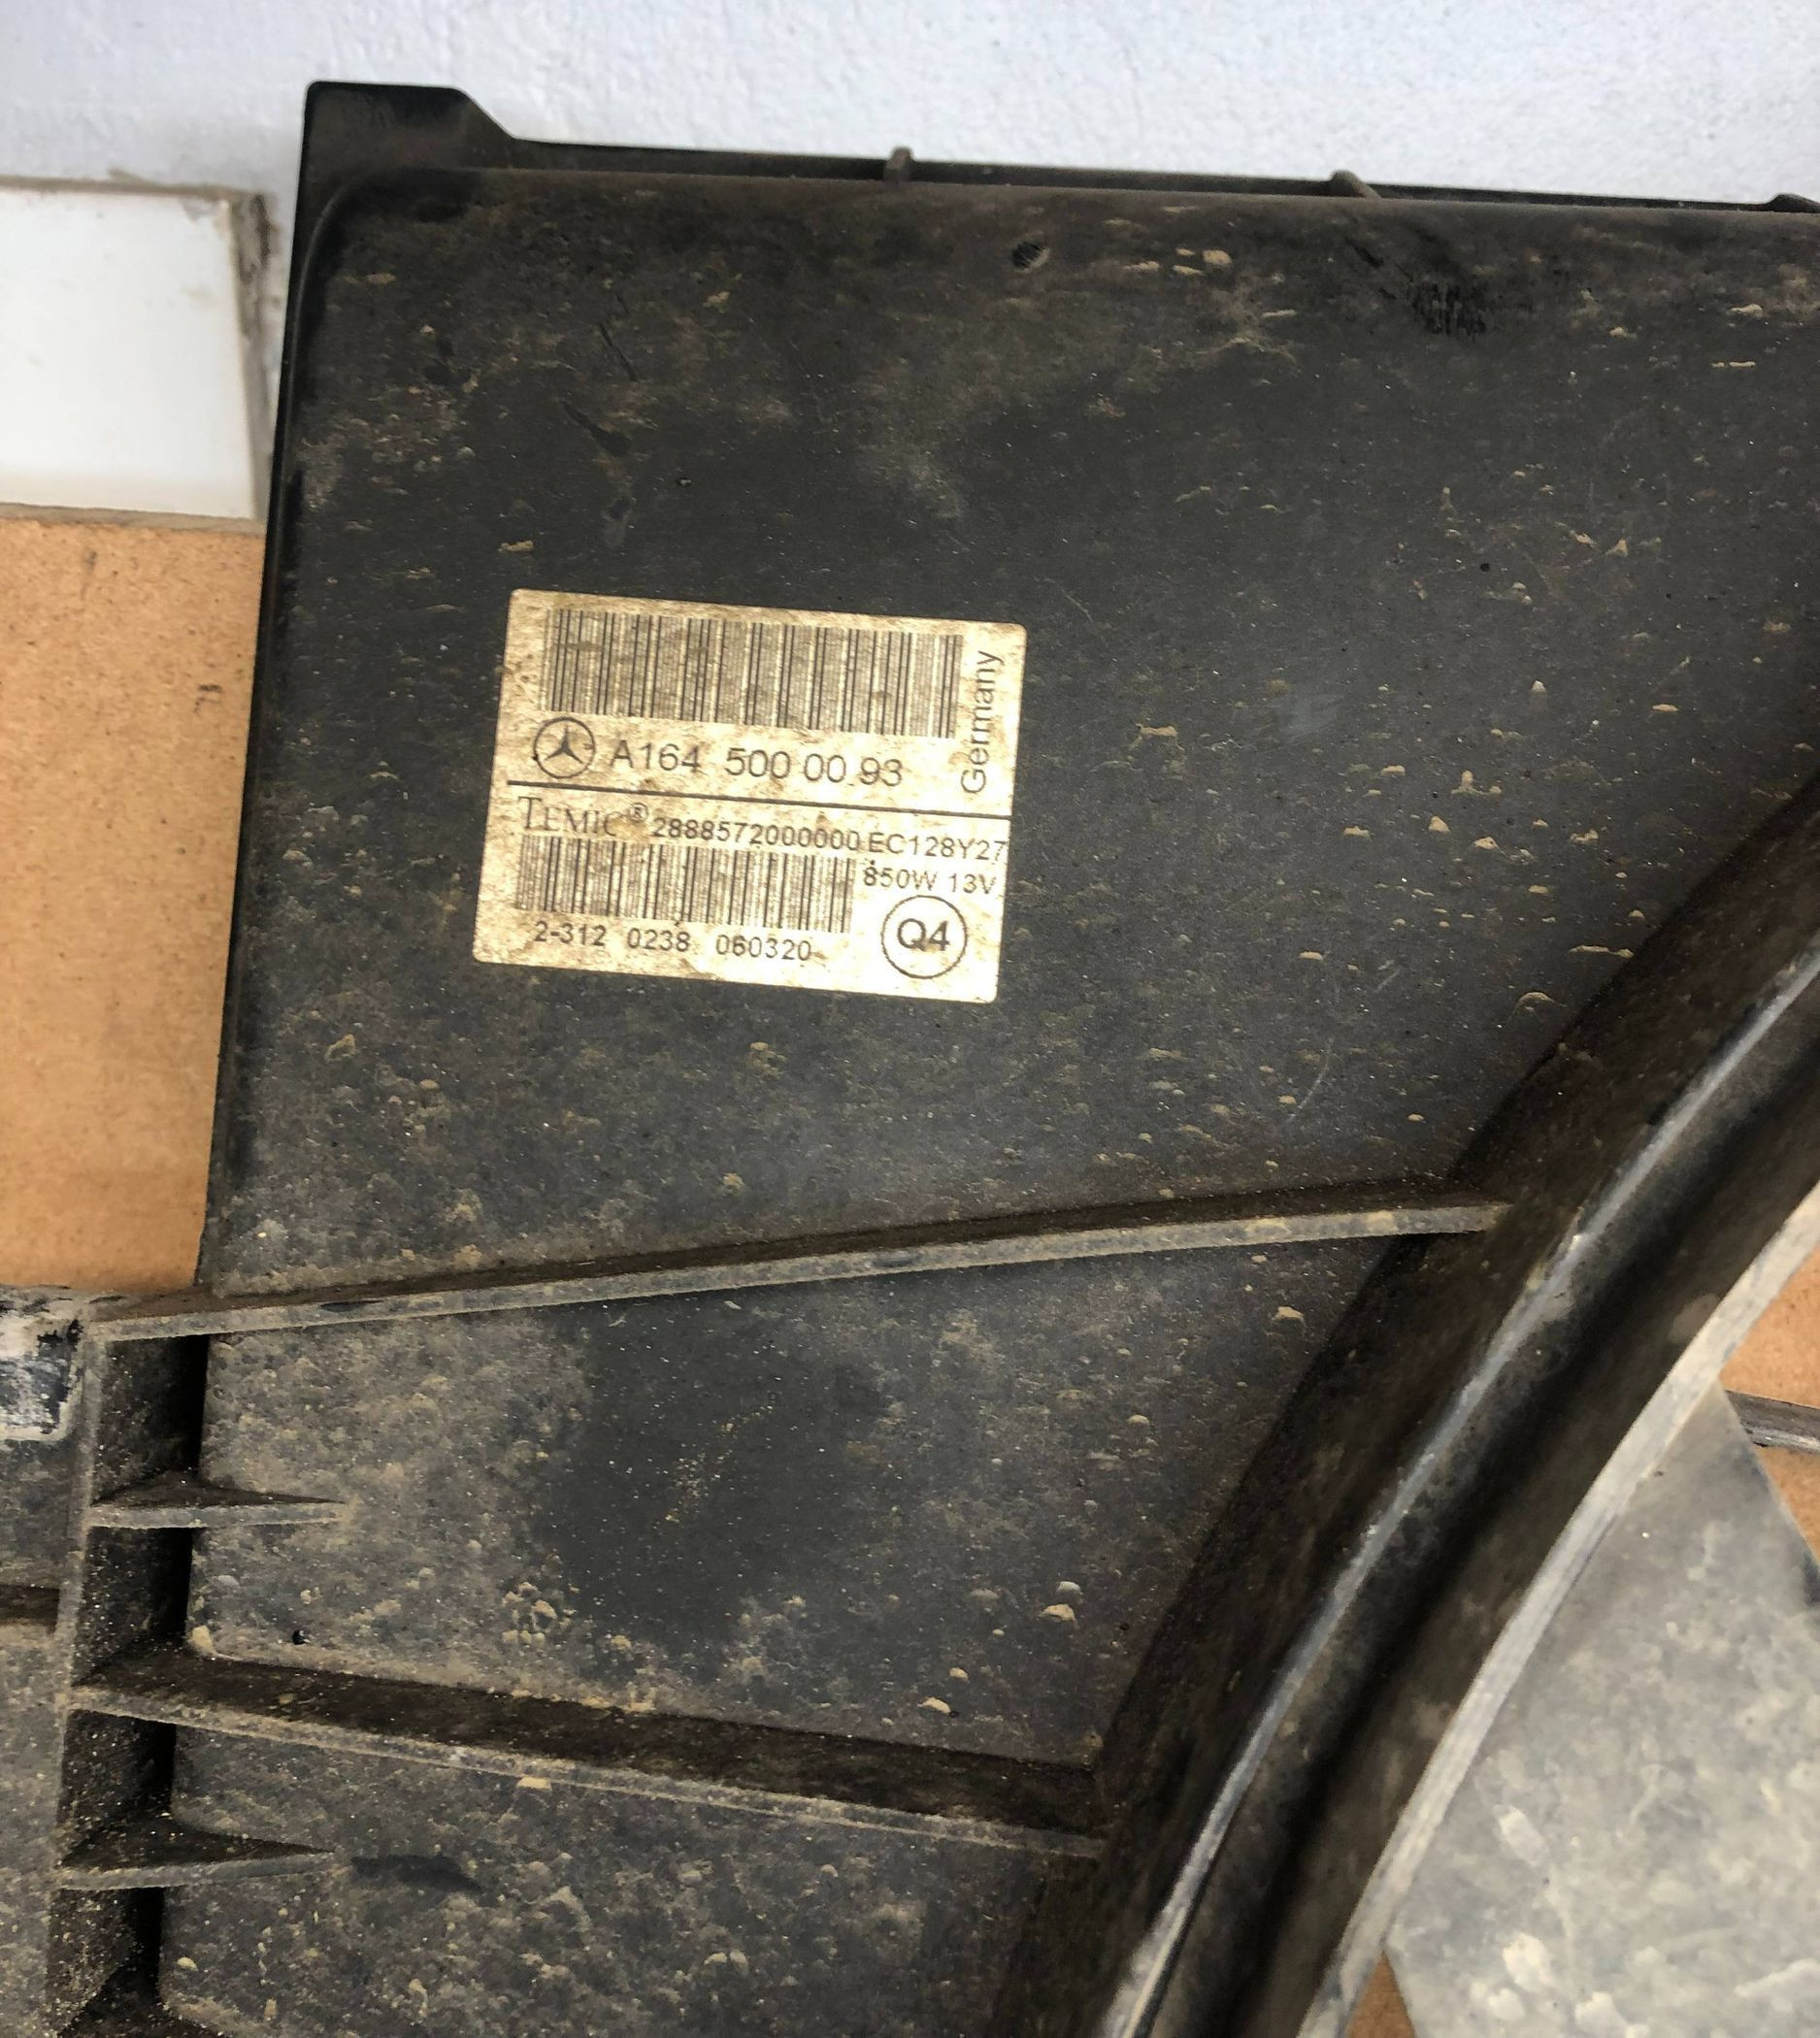 A164 500 00 93
Germany
TEMIC® 2888572000000 EC128Y27
850W 13V
Q4
2-312 0238 060320